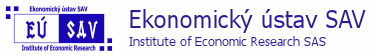 Ekonomický ústav SAV
EÚ SAV
Institute of Economic Research
Ekonomický ústav SAV
Institute of Economic Research SAS